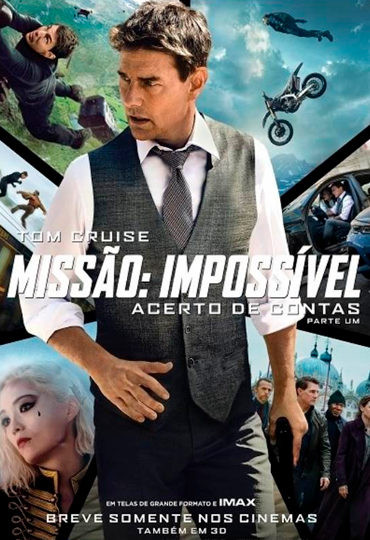 TOM CRUISE
MISSÃO: IMPOSSÍVEL
ACERTO DE CONTAS
PARTE UM
EM TELAS DE GRANDE FORMATO E IMAX
BREVE SOMENTE NOS CINEMAS
TAMBÉM EM 3D